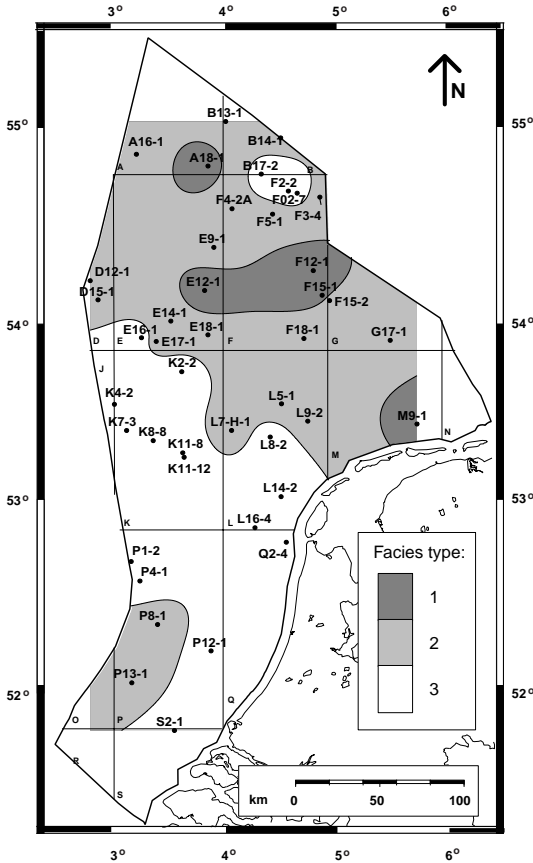 3° 4° 5° 6°
N
B13-1
55° 55°
A16-1 B14-1
A18-1
A B17-2 B
F2-2
F4-2A F02-7
F5-1 F3-4
E9-1
D12-1 F12-1
D15-1 E12-1 F15-1
F15-2
E14-1
54° E16-1 E18-1 F18-1 G17-1 54°
D E E17-1 F G
J K2-2
K4-2 L5-1
K7-3 L7-H-1 L9-2 M9-1 N
K8-8 L8-2
K11-8 M
K11-12
L14-2
53° 53°
K L L16-4
Q2-4
P1-2
P4-1
Facies type:
1
2
3
P8-1
P12-1
52° P13-1 52°
Q
O P S2-1
R
S
km 0 50 100
3° 4° 5° 6°